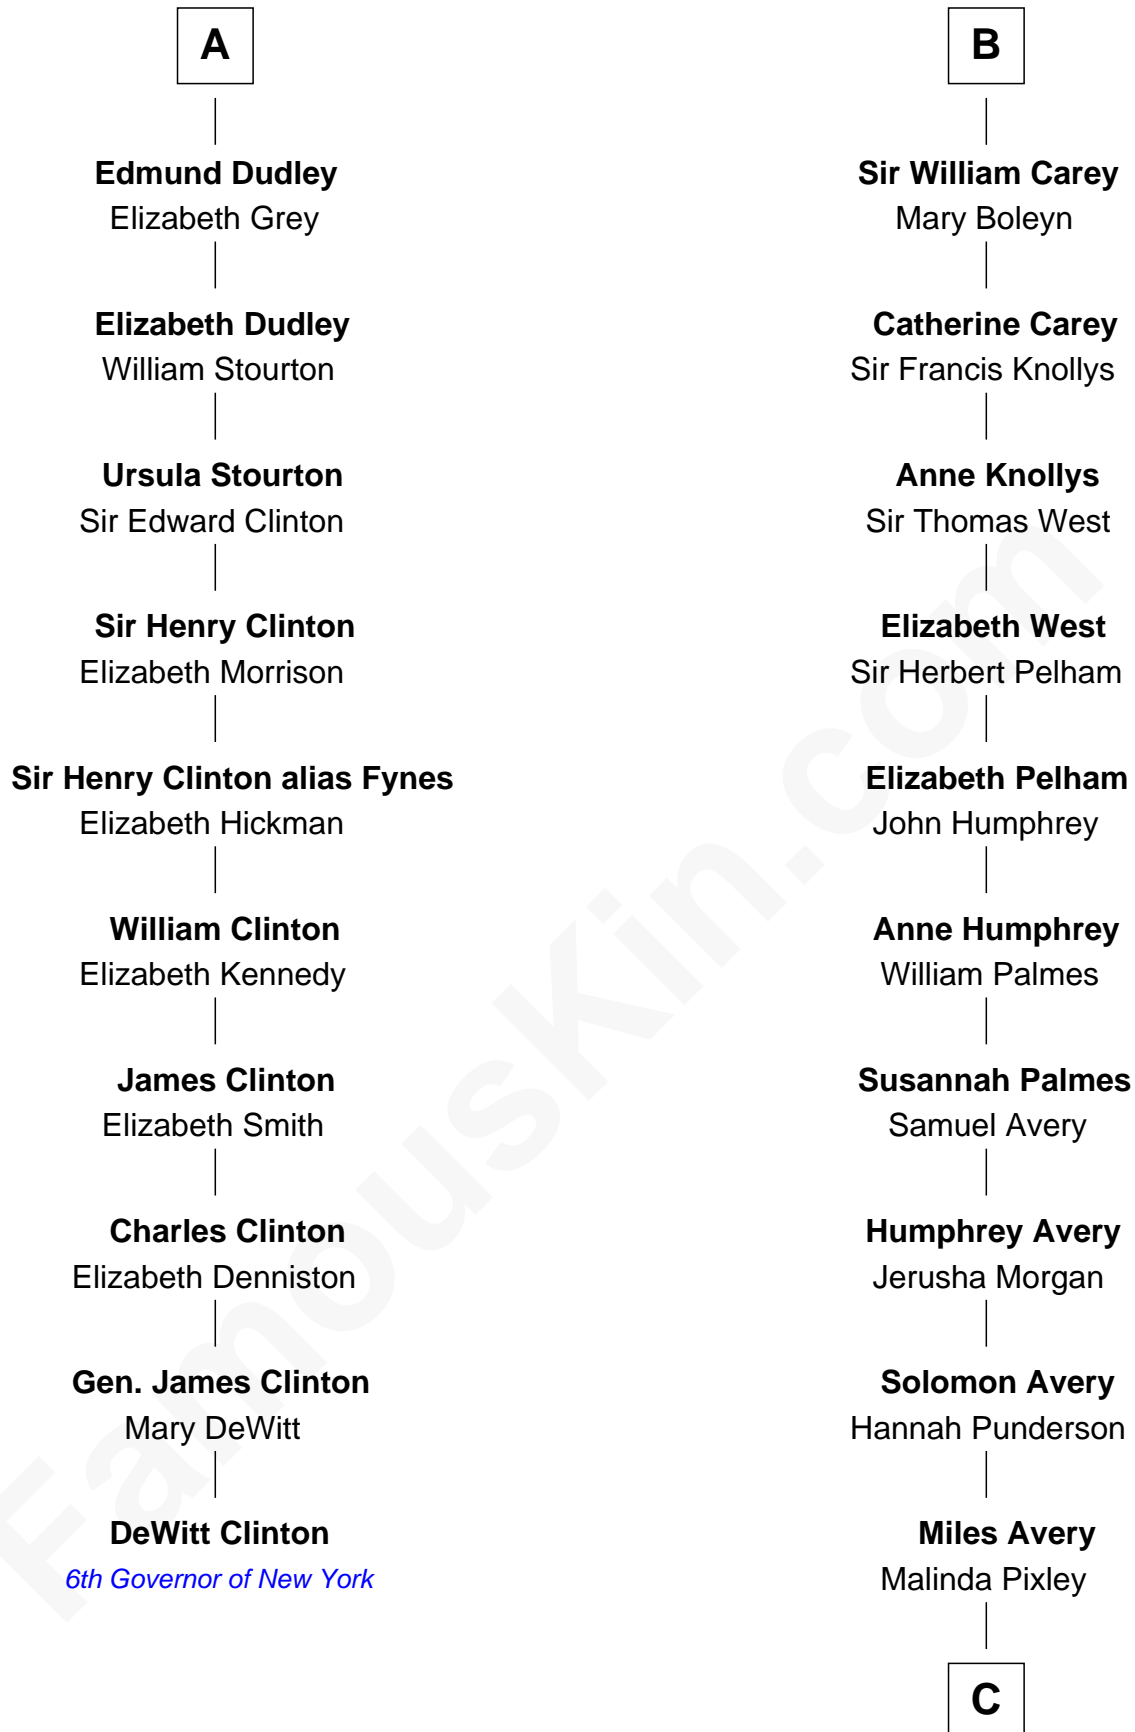 A
Edmund Dudley
Elizabeth Grey
Elizabeth Dudley
William Stourton
Ursula Stourton
Sir Edward Clinton
Sir Henry Clinton
Elizabeth Morrison
Sir Henry Clinton alias Fynes
Elizabeth Hickman
William Clinton
Elizabeth Kennedy
James Clinton
Elizabeth Smith
Charles Clinton
Elizabeth Denniston
Gen. James Clinton
Mary DeWitt
DeWitt Clinton
6th Governor of New York
B
Sir William Carey
Mary Boleyn
Catherine Carey
Sir Francis Knollys
Anne Knollys
Sir Thomas West
Elizabeth West
Sir Herbert Pelham
Elizabeth Pelham
John Humphrey
Anne Humphrey
William Palmes
Susannah Palmes
Samuel Avery
Humphrey Avery
Jerusha Morgan
Solomon Avery
Hannah Punderson
Miles Avery
Malinda Pixley
C
FamousKin.com